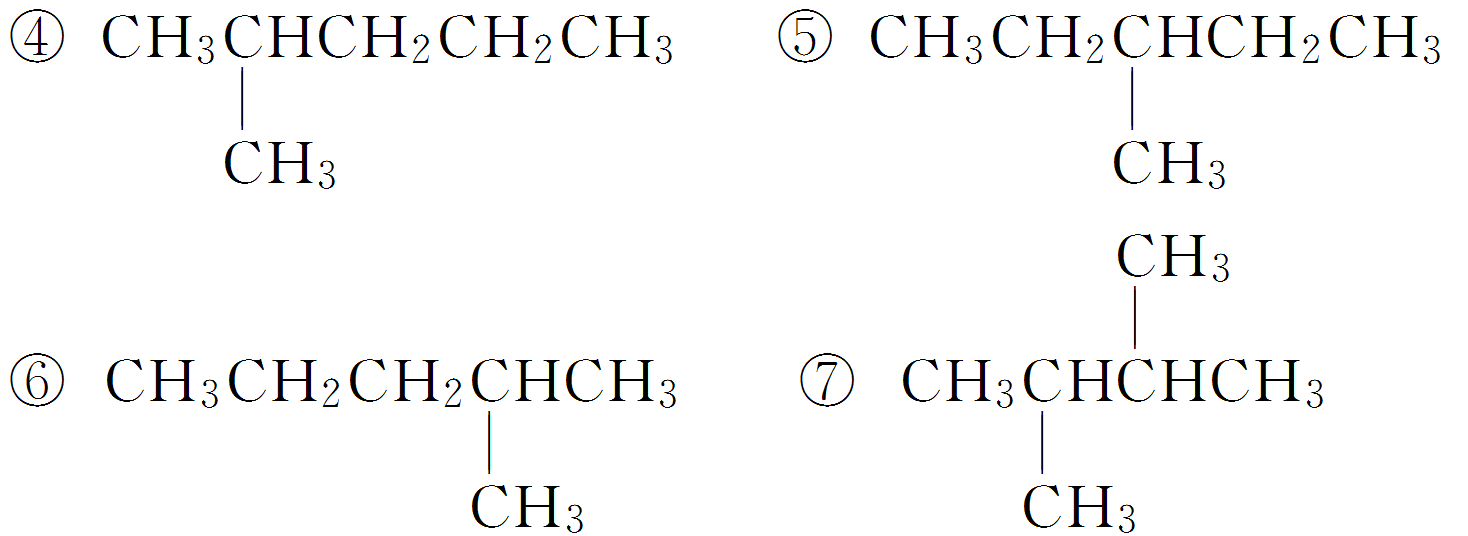 ④ CH₃CHCH₂CH₂CH₃ ⑤ CH₃CH₂CHCH₂CH₃
CH₃ CH₃
CH₃
⑥ CH₃CH₂CH₂CHCH₃ ⑦ CH₃CHCHCH₃
CH₃ CH₃